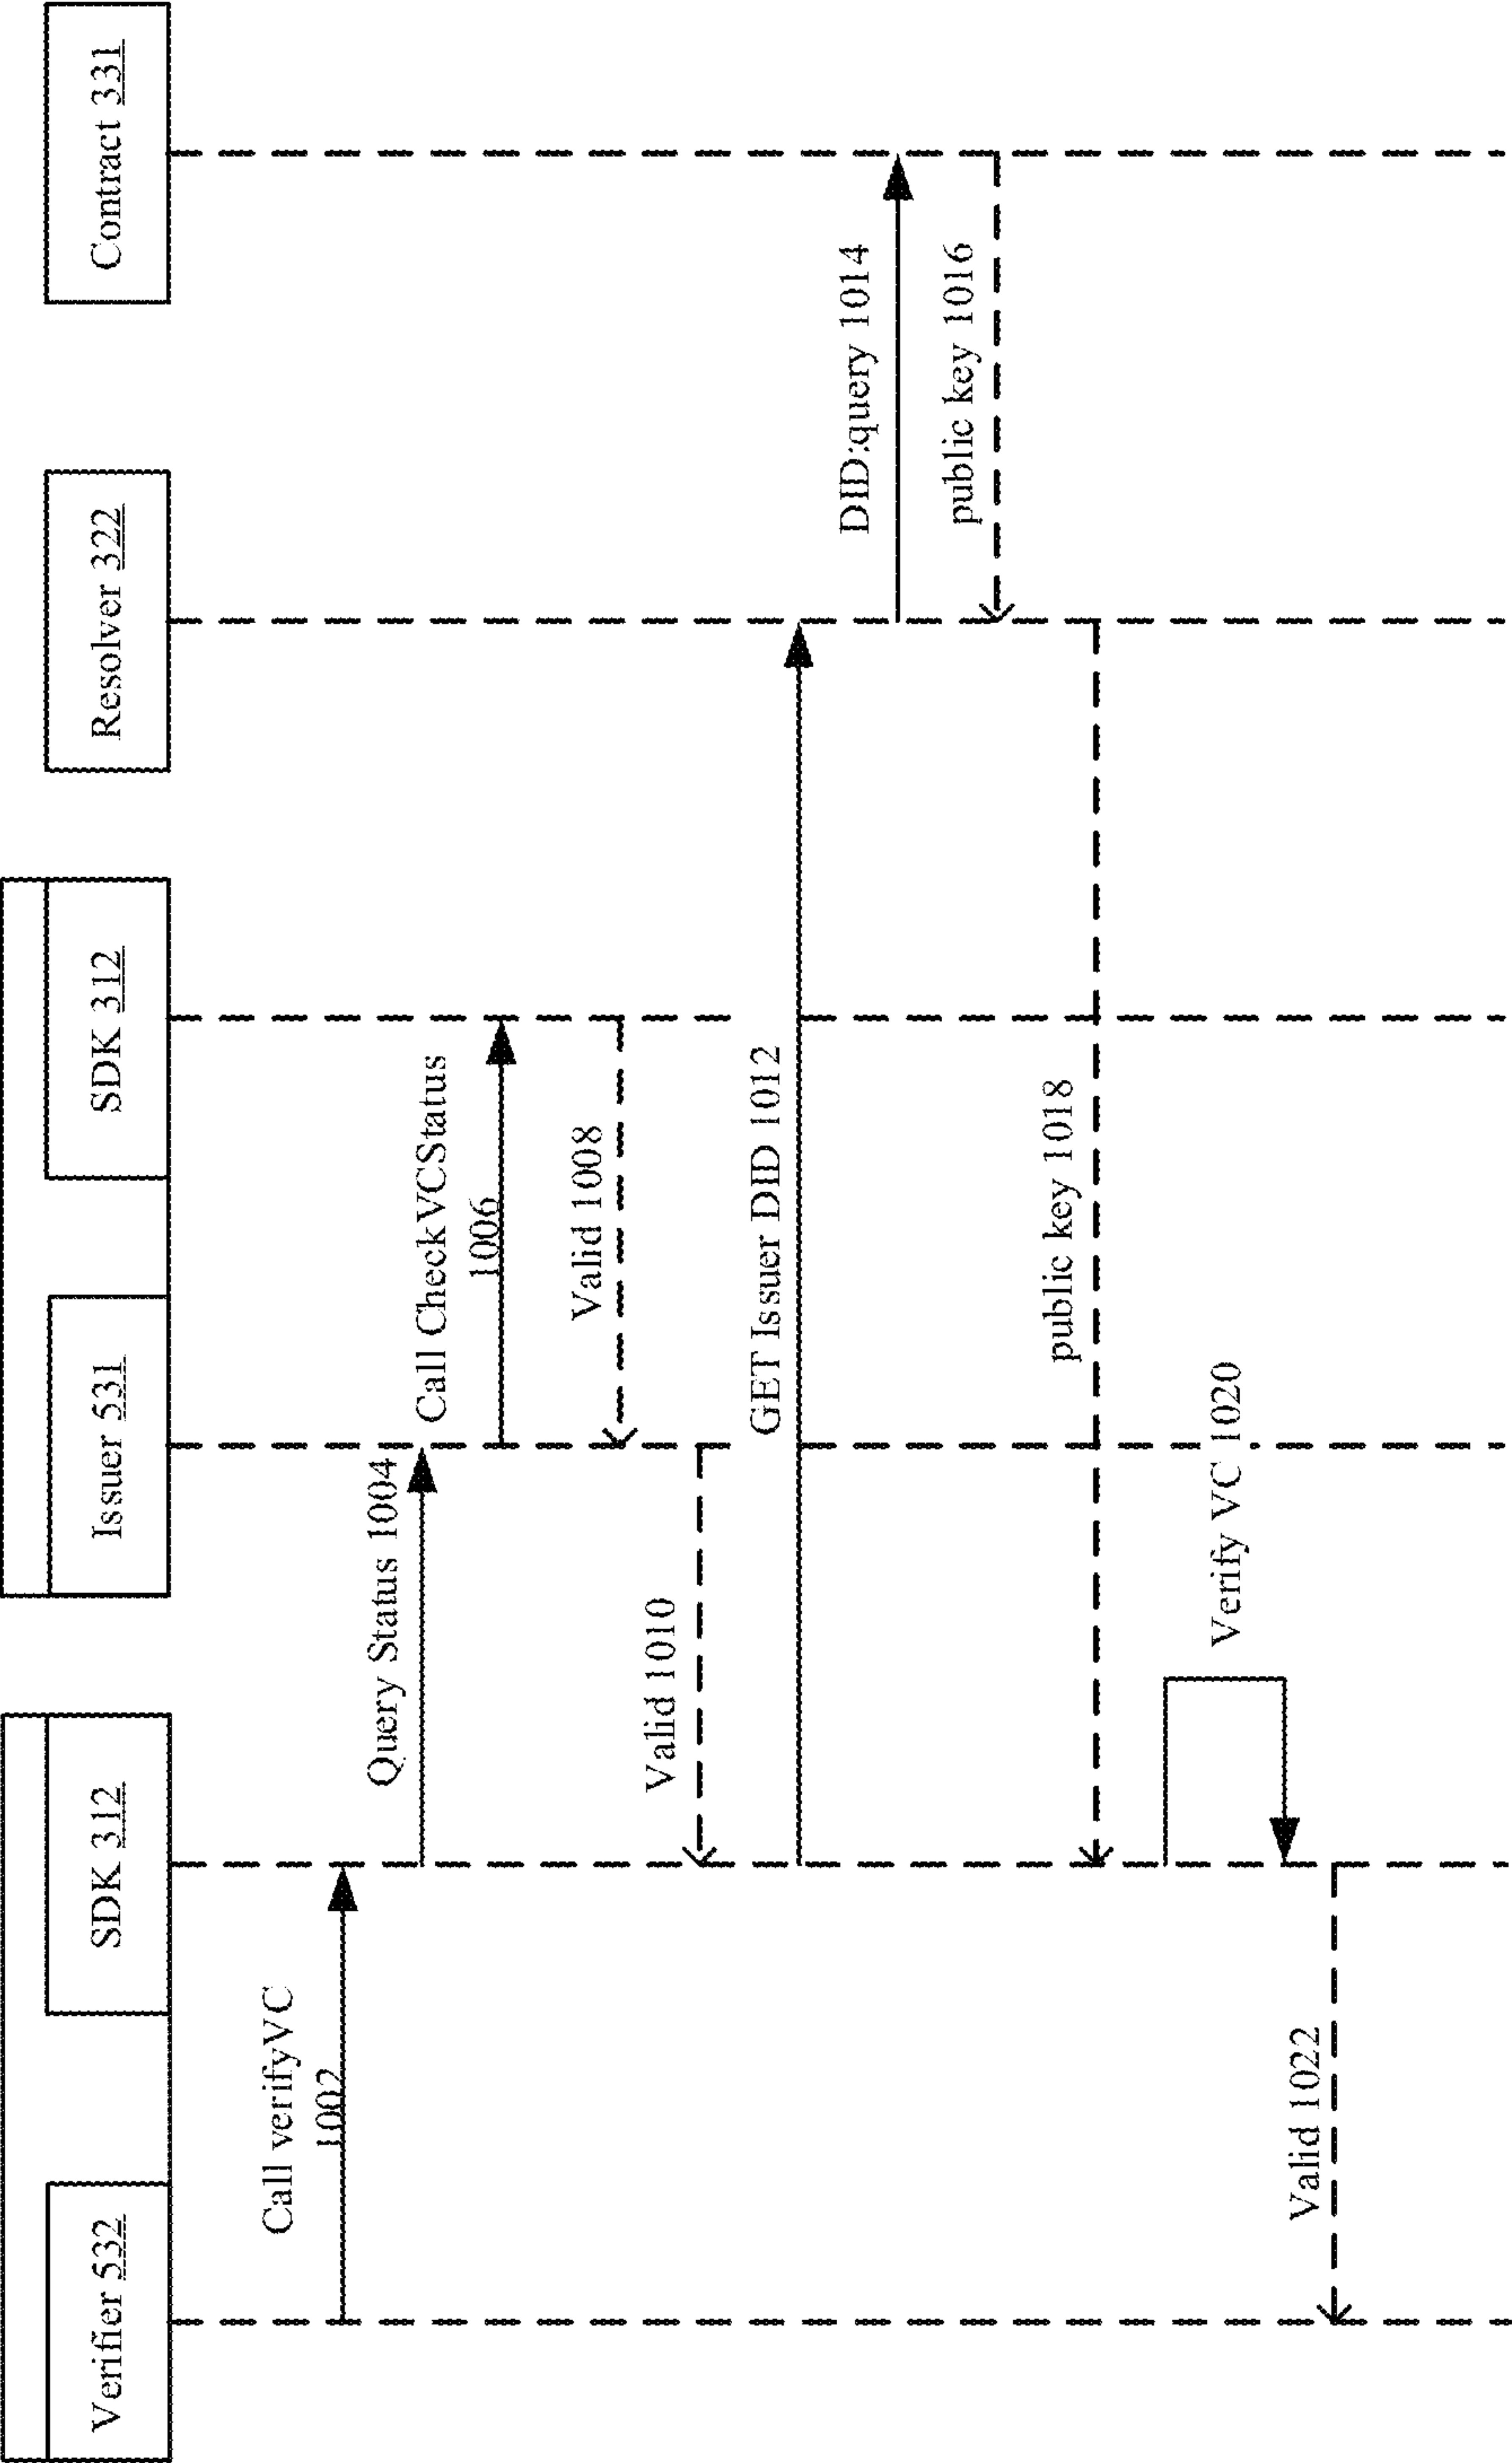 Verifier 532
SDK 312
Issuer 531
SDK 312
Resolver 322
Contract 331
Call verifyVC
1002
Query Status 1004
Call CheckVCStatus
1006
Valid 1008
Valid 1010
GET Issuer DID 1012
DID:query 1014
public key 1016
public key 1018
Verify VC 1020
Valid 1022